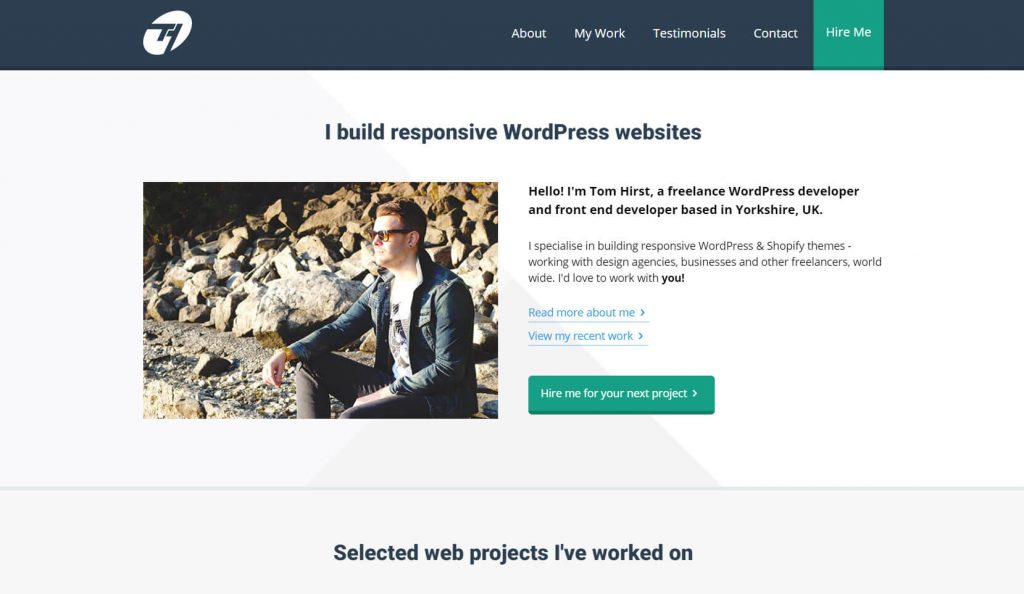 About My Work Testimonials Contact Hire Me
I build responsive WordPress websites
Hello! I'm Tom Hirst, a freelance WordPress developer
and front end developer based in Yorkshire, UK.
I specialise in building responsive WordPress & Shopify themes -
working with design agencies, businesses and other freelancers, world
wide. I'd love to work with you!
Read more about me
View my recent work
Hire me for your next project
Selected web projects I've worked on